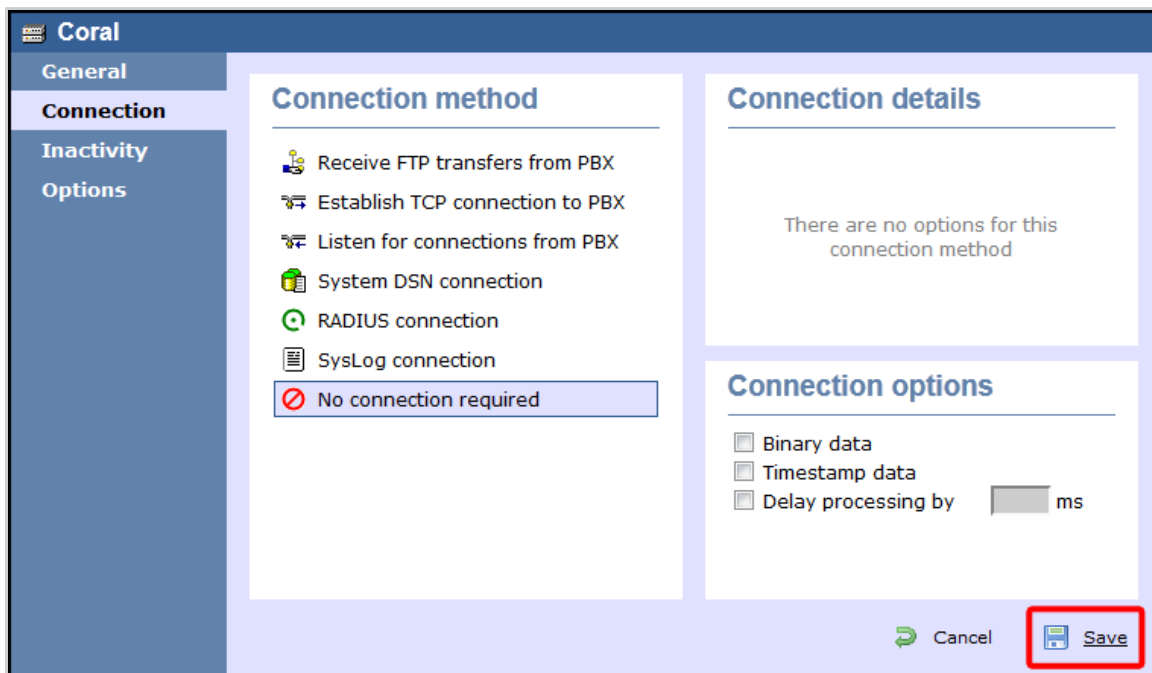 Coral
General
Connection
Inactivity
Options
Connection method
Receive FTP transfers from PBX
Establish TCP connection to PBX
Listen for connections from PBX
System DSN connection
RADIUS connection
SysLog connection
No connection required
Connection details
There are no options for this
connection method
Connection options
Binary data
Timestamp data
Delay processing by ms
Cancel
Save